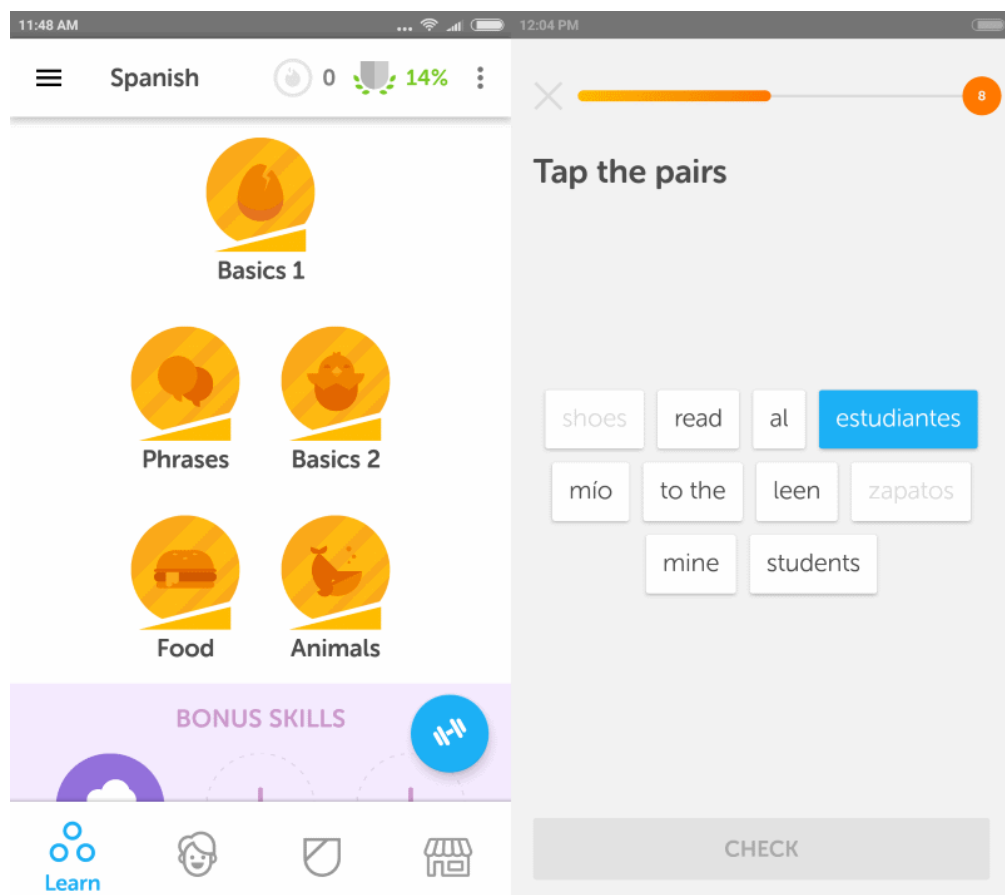 11:48 AM
Spanish 0 14%
Basics 1
Phrases Basics 2
Food Animals
BONUS SKILLS
Learn
12:04 PM
8
Tap the pairs
shoes read al estudiantes
mío to the leen zapatos
mine students
CHECK